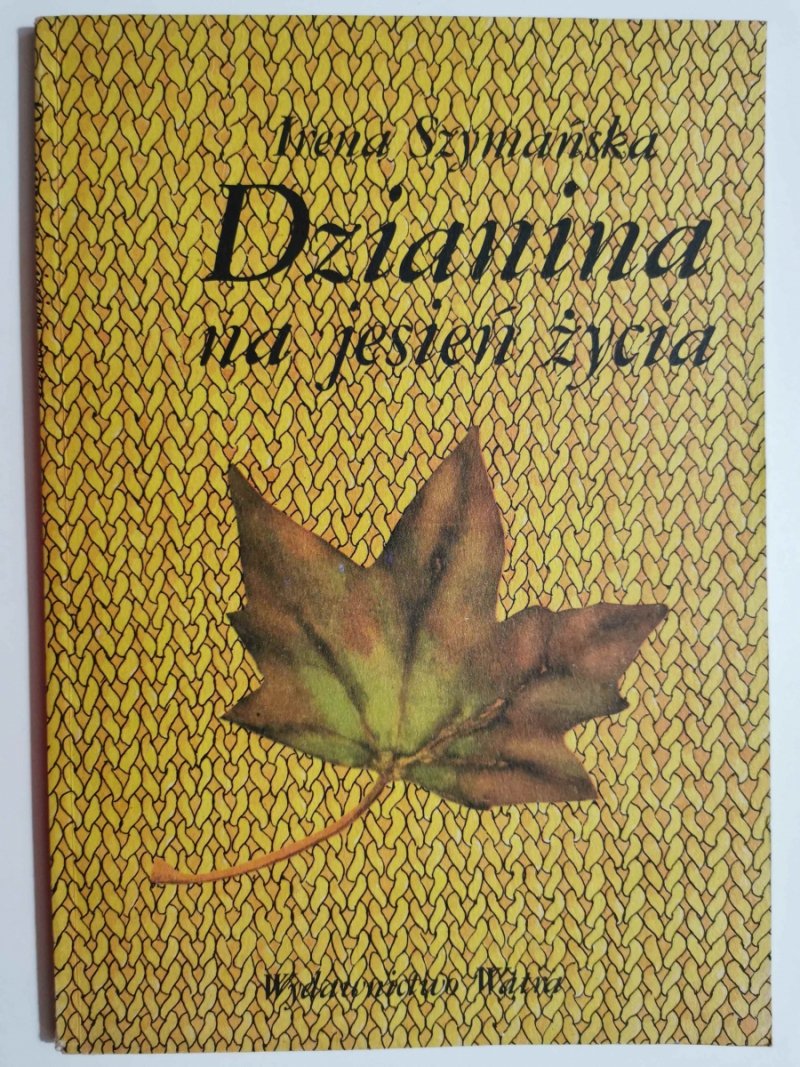 Irena Szymańska
Dzianina
na jesień życia
Wydawnictwo Watra